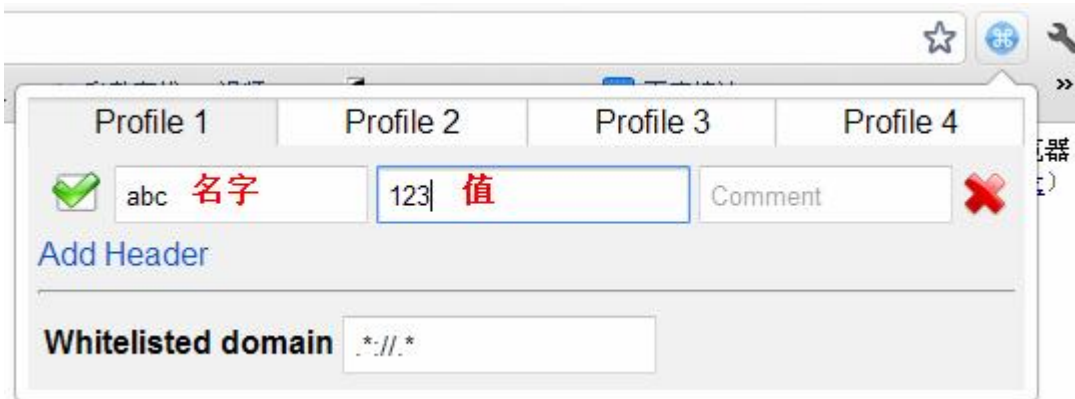 »
Profile 1 Profile 2 Profile 3 Profile 4
览器
abc 名字 123 值 Comment
Add Header
Whitelisted domain .*://.*